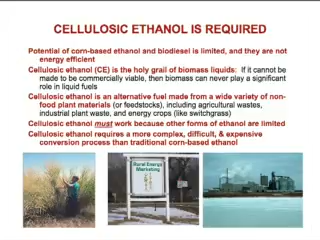 CELLULOSIC ETHANOL IS REQUIRED
Potential of corn-based ethanol and biodiesel is limited, and they are not
energy efficient
Cellulosic ethanol (CE) is the holy grail of biomass liquids: If it cannot be
made to be commercially viable, then biomass can never play a significant
role in liquid fuels
Cellulosic ethanol is an alternative fuel made from a wide variety of non-
food plant materials (or feedstocks), including agricultural wastes,
industrial plant waste, and energy crops (like switchgrass)
Cellulosic ethanol must work because other forms of ethanol are limited
Cellulosic ethanol requires a more complex, difficult, & expensive
conversion process than traditional corn-based ethanol
Rural Energy
Marketing